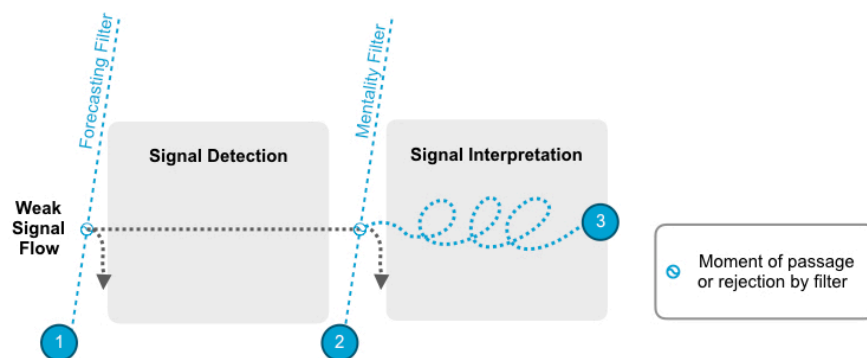 Forecasting Filter
Mentality Filter
Signal Detection
Signal Interpretation
Weak
Signal
Flow
3
Moment of passage
or rejection by filter
1
2